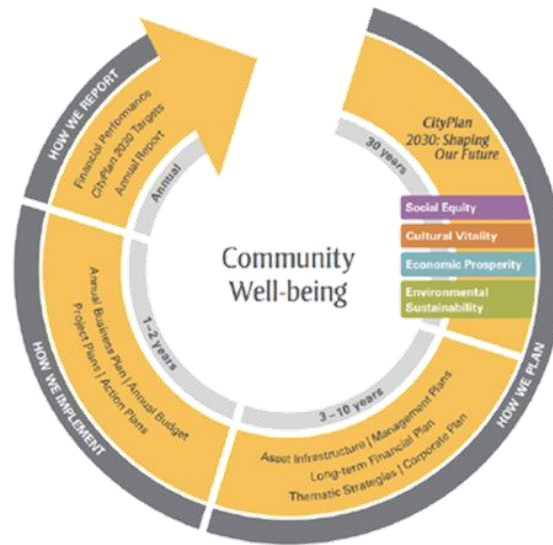 HOW WE REPORT
Financial Performance
CityPlan 2030 Targets
Annual Report
Annual
CityPlan
2030: Shaping
Our Future
30 years
Social Equity
Cultural Vitality
Economic Prosperity
Environmental
Sustainability
Community
Well-being
HOW WE PLAN
3 – 10 years
Asset Infrastructure | Management Plans
Long-term Financial Plan
Thematic Strategies | Corporate Plan
1–2 years
Annual Business Plan | Annual Budget
Project Plans | Action Plans
HOW WE IMPLEMENT